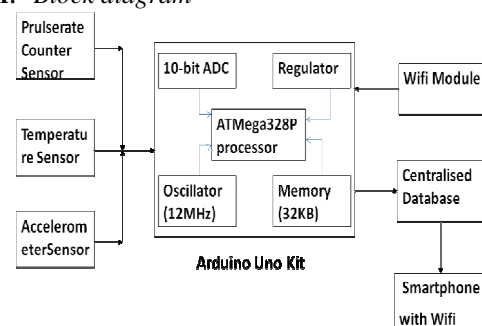 Block diagram
Prulserate
Counter
Sensor
Temperatu
re Sensor
Accelerom
eterSensor
10-bit ADC
Regulator
ATMega328P
processor
Oscillator
(12MHz)
Memory
(32KB)
Arduino Uno Kit
Wifi Module
Centralised
Database
Smartphone
with Wifi